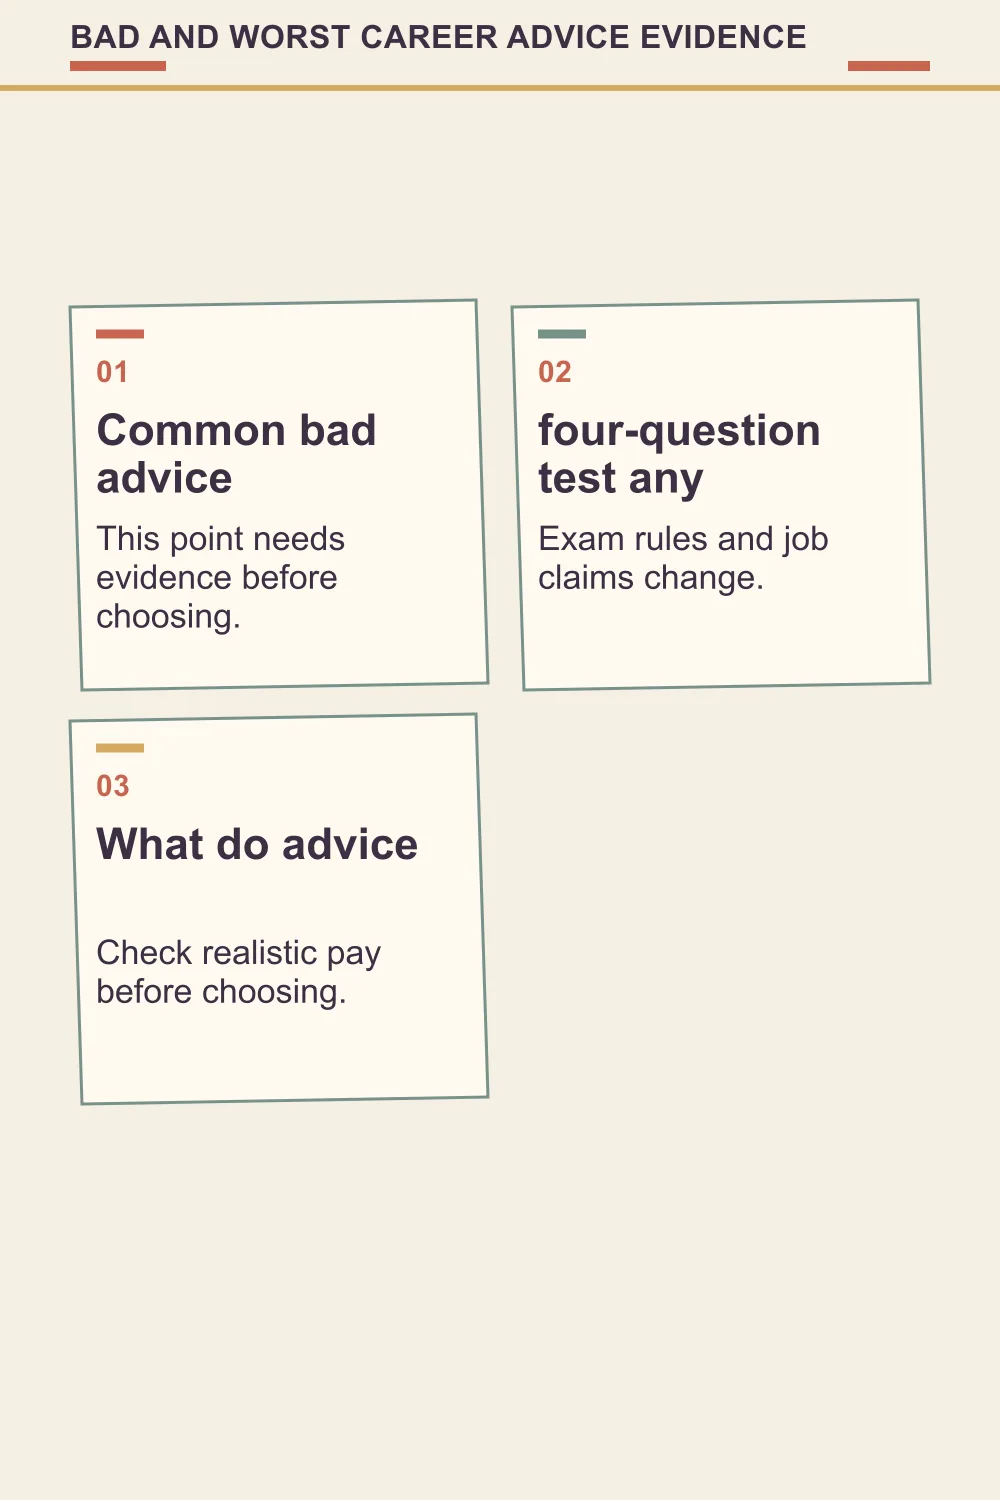 BAD AND WORST CAREER ADVICE EVIDENCE
01
Common bad
advice
This point needs
evidence before
choosing.
02
four-question
test any
Exam rules and job
claims change.
03
What do advice
Check realistic pay
before choosing.